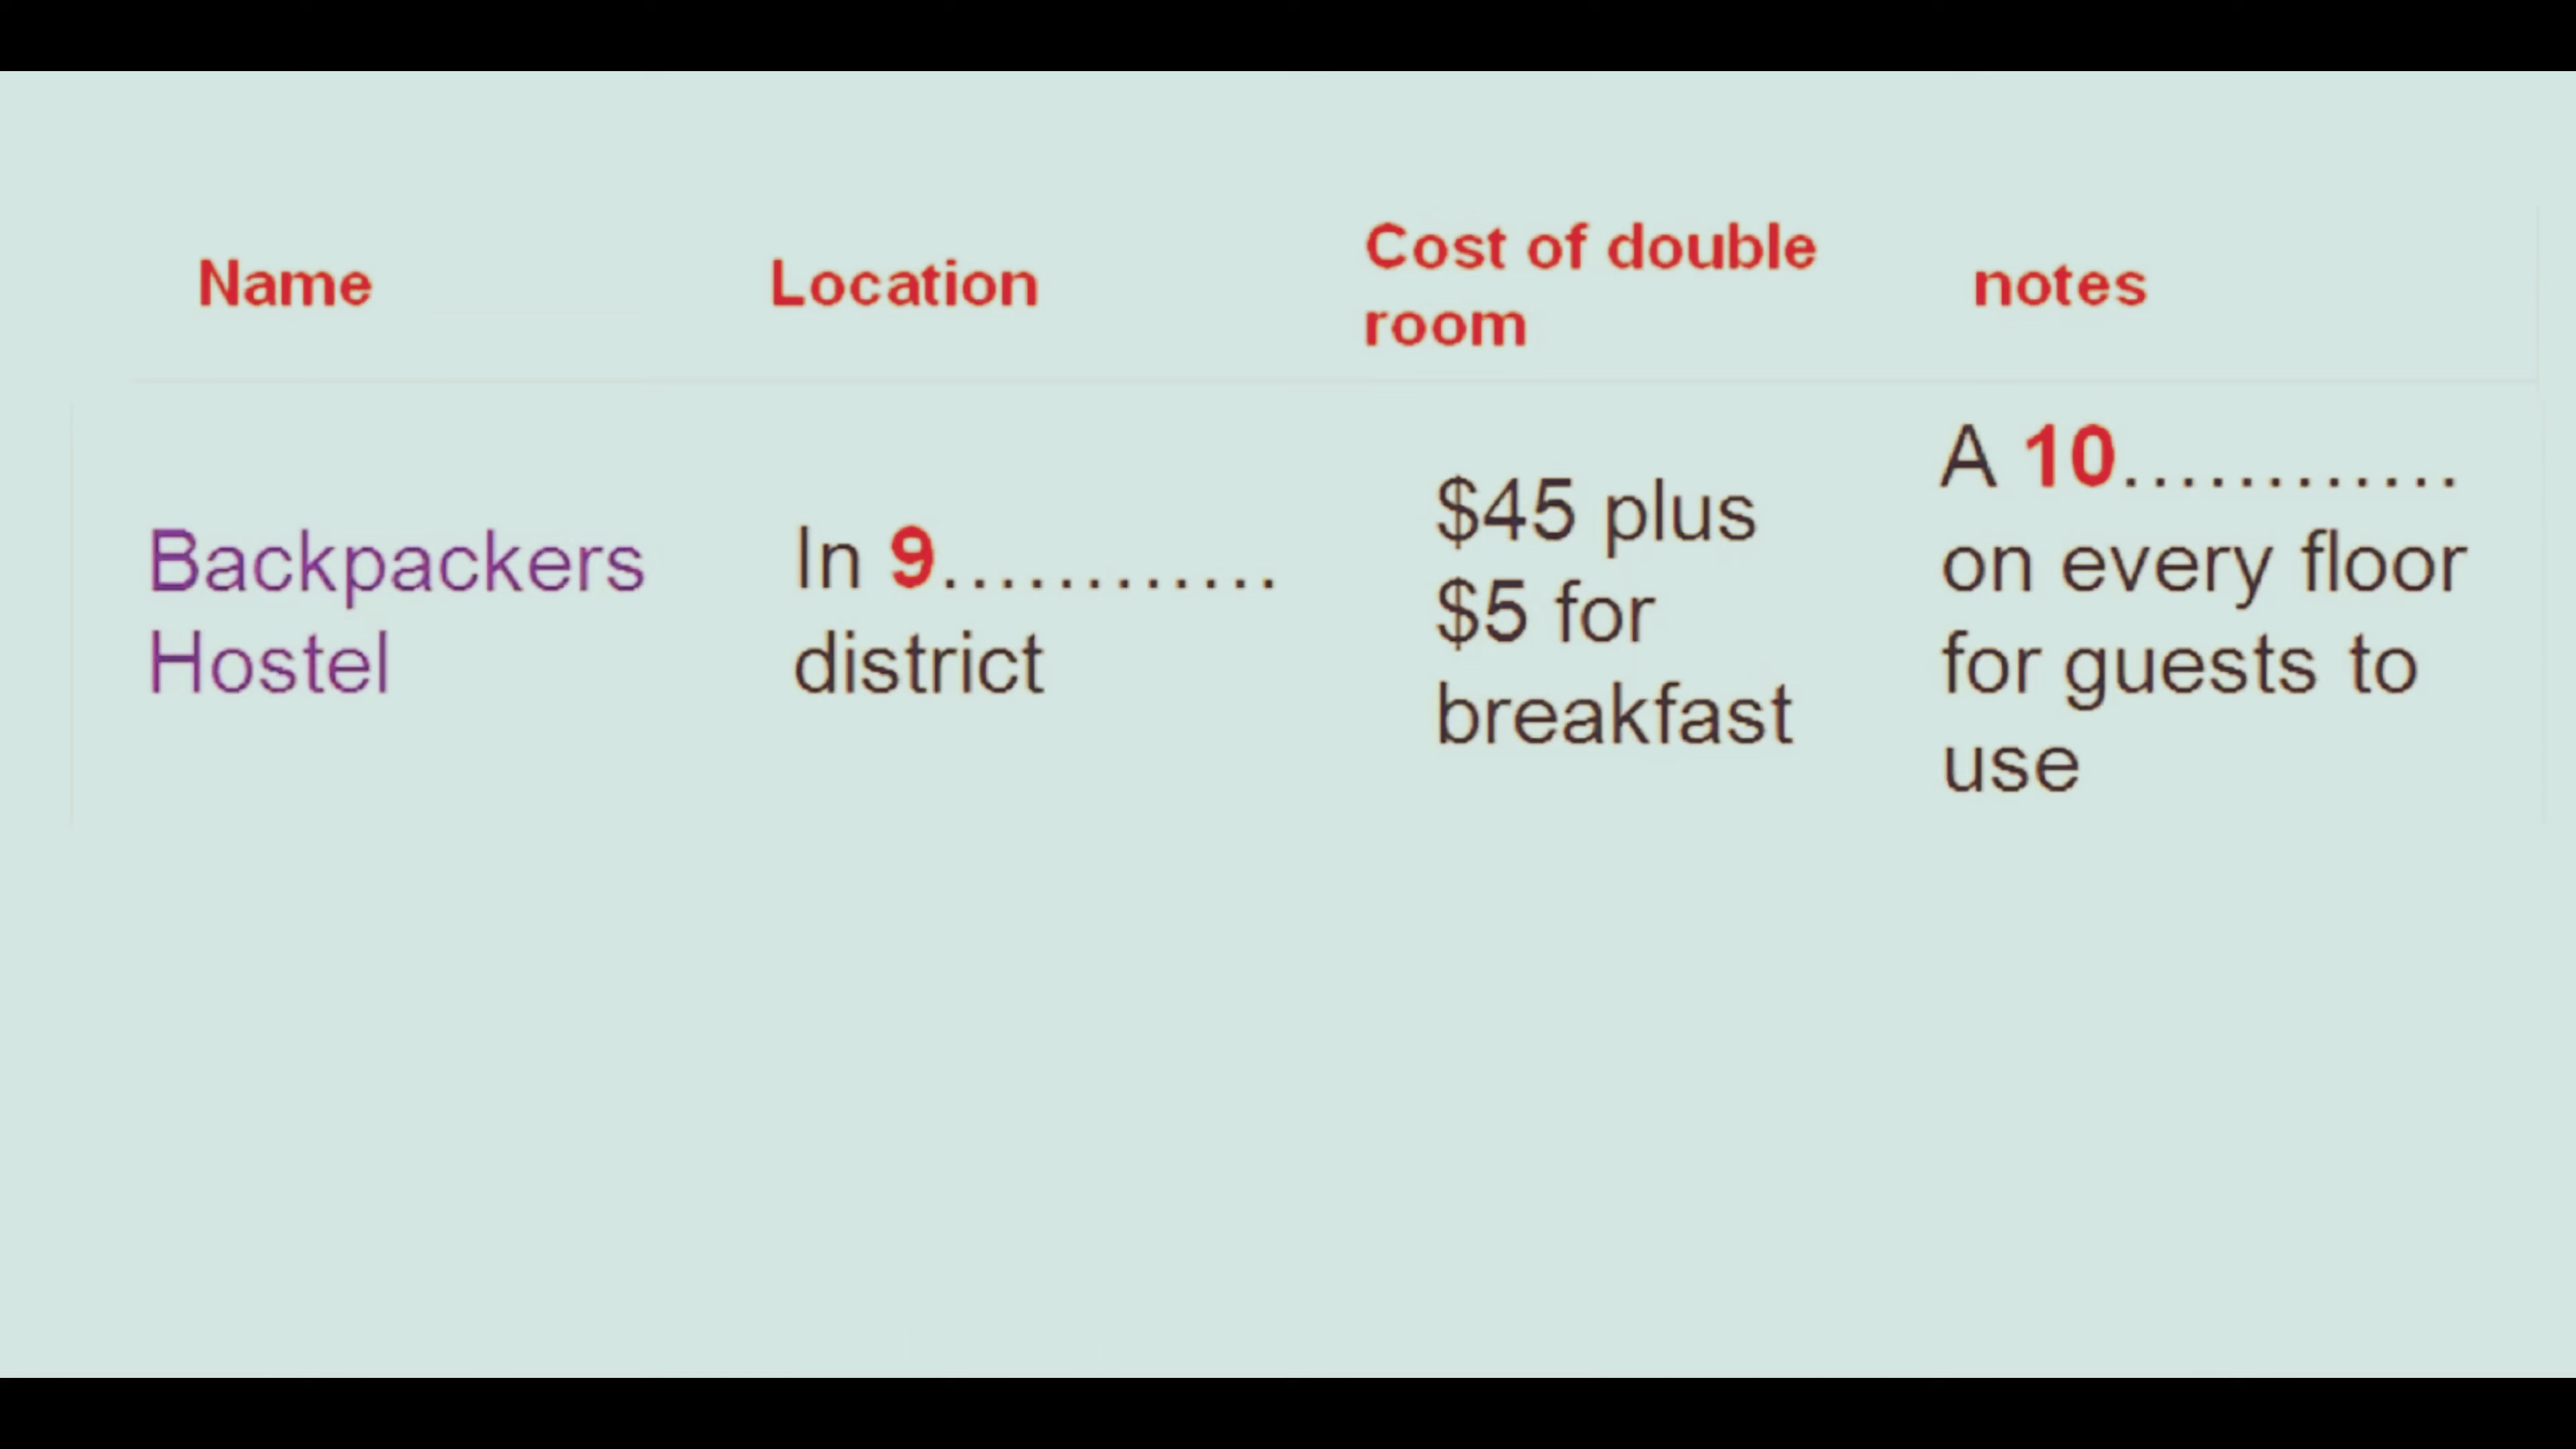 Name
Location
Cost of double
room
notes
Backpackers
Hostel
In 9............
district
$45 plus
$5 for
breakfast
A 10............
on every floor
for guests to
use